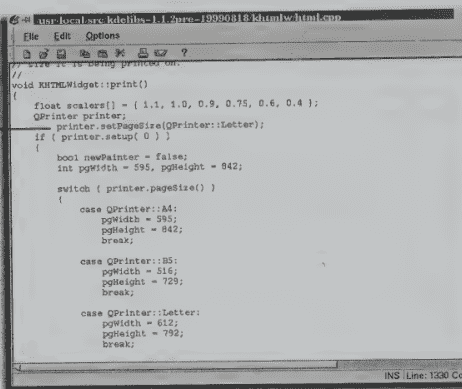 usr-local-src-kdelibs-1.1.2pre-19990818/khtmlw/html.cpp
File Edit Options
// size it is being printed on.
//
void KHTMLWidget::print()
{
float scalers[] = { 1.1, 1.0, 0.9, 0.75, 0.6, 0.4 };
QPrinter printer;
printer.setPageSize(QPrinter::Letter);
if ( printer.setup( 0 ) )
{
bool newPainter = false;
int pgWidth = 595, pgHeight = 842;
switch ( printer.pageSize() )
{
case QPrinter::A4:
pgWidth = 595;
pgHeight = 842;
break;
case QPrinter::B5:
pgWidth = 516;
pgHeight = 729;
break;
case QPrinter::Letter:
pgWidth = 612;
pgHeight = 792;
break;
INS Line: 1330 Co